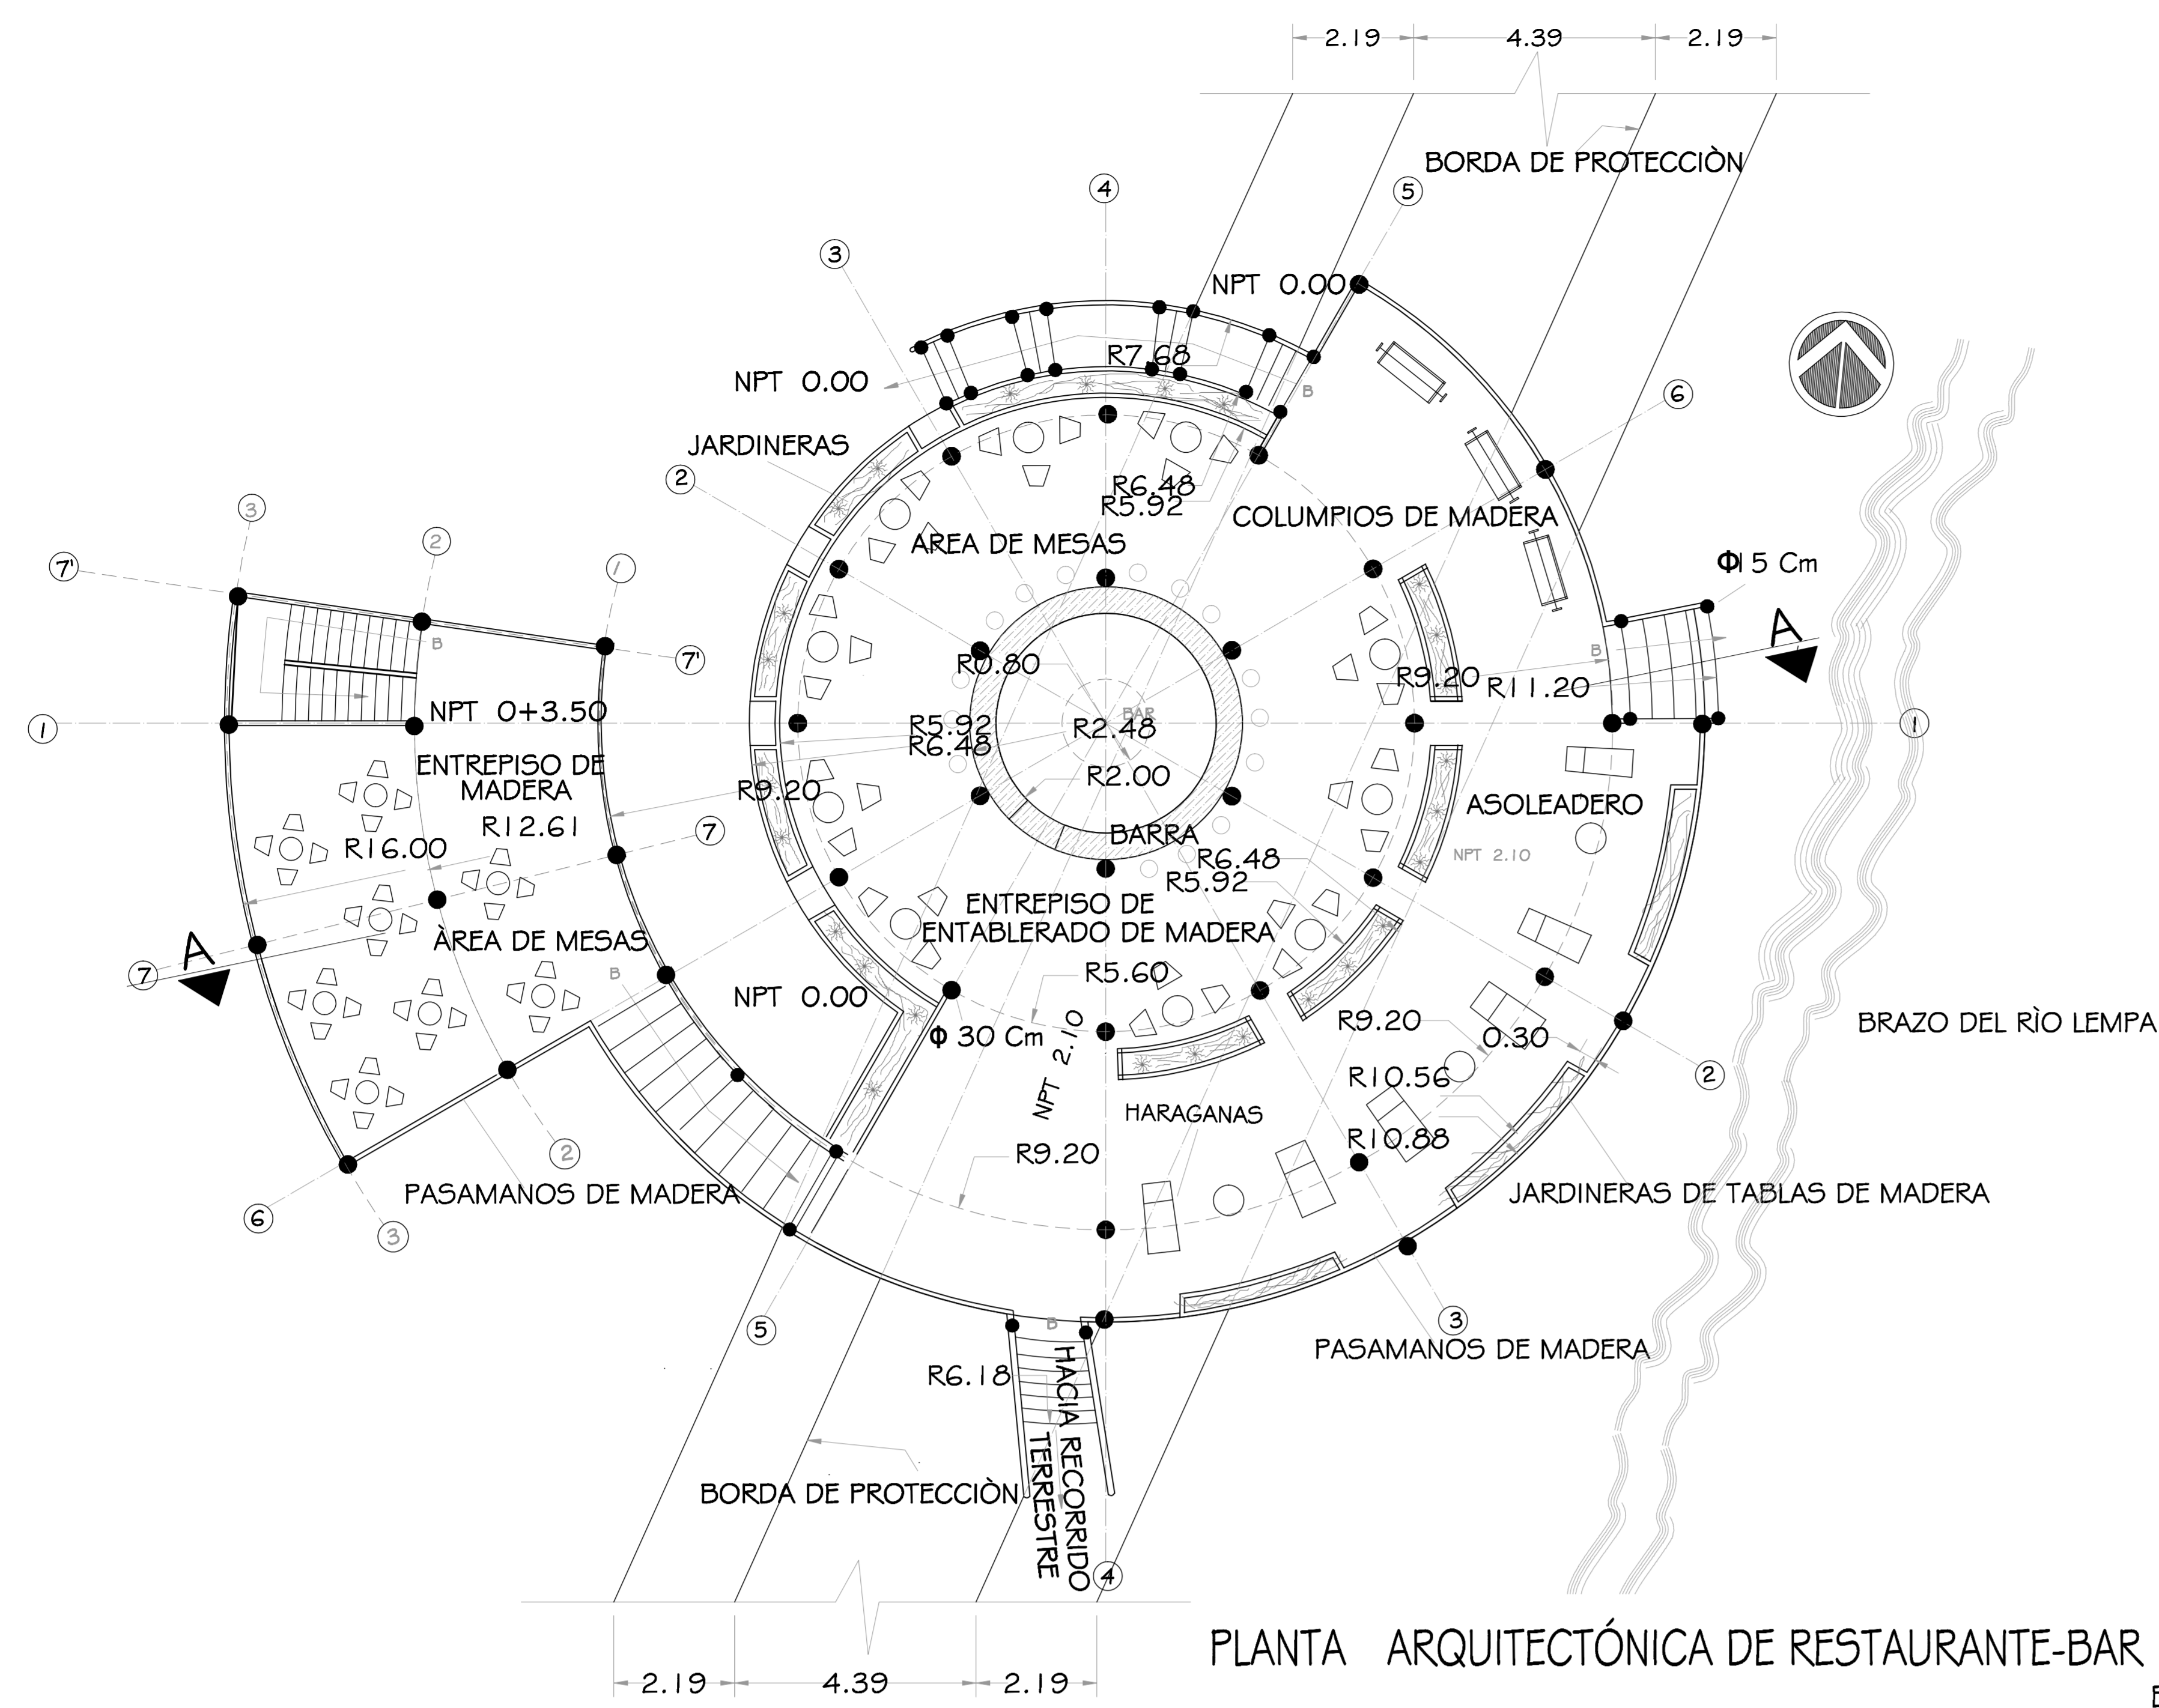 2.19 4.39 2.19
BORDA DE PROTECCIÒN
4
5
3
NPT 0.00
R7.68
NPT 0.00
B
6
JARDINERAS
2
R6.48
R5.92
3
COLUMPIOS DE MADERA
2
AREA DE MESAS
7'
1
Φ15 Cm
A
B
B
7'
R0.80
R9.20
R11.20
NPT 0+3.50
BAR
1
R5.92
R2.48
1
R6.48
ENTREPISO DE
MADERA
R2.00
R9.20
ASOLEADERO
R12.61
7
BARRA
R16.00
R6.48
NPT 2.10
R5.92
ENTREPISO DE
ENTABLERADO DE MADERA
ÀREA DE MESAS
A
7
B
R5.60
NPT 0.00
R9.20
BRAZO DEL RÌO LEMPA
Φ 30 Cm
0.30
NPT 2.10
R10.56
2
HARAGANAS
R10.88
R9.20
2
PASAMANOS DE MADERA
JARDINERAS DE TABLAS DE MADERA
6
3
5
B
3
PASAMANOS DE MADERA
R6.18
HACIA RECORRIDO
TERRESTRE
BORDA DE PROTECCIÒN
4
PLANTA ARQUITECTÓNICA DE RESTAURANTE-BAR
2.19 4.39 2.19